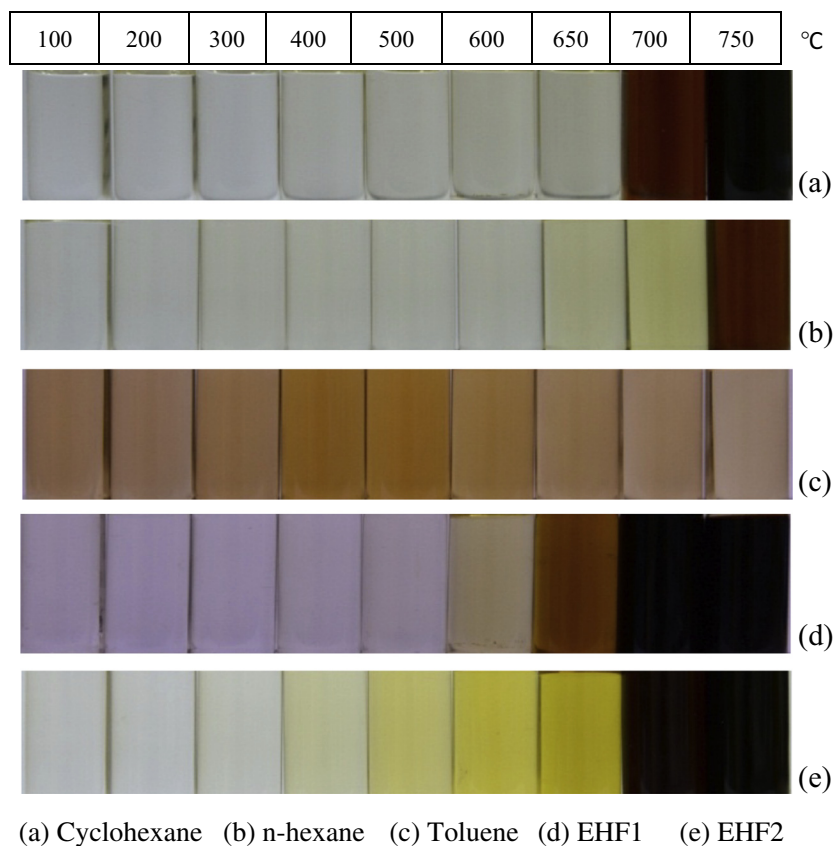 100 200 300 400 500 600 650 700 750 ℃
(a)
(b)
(c)
(d)
(e)
(a) Cyclohexane (b) n-hexane (c) Toluene (d) EHF1 (e) EHF2